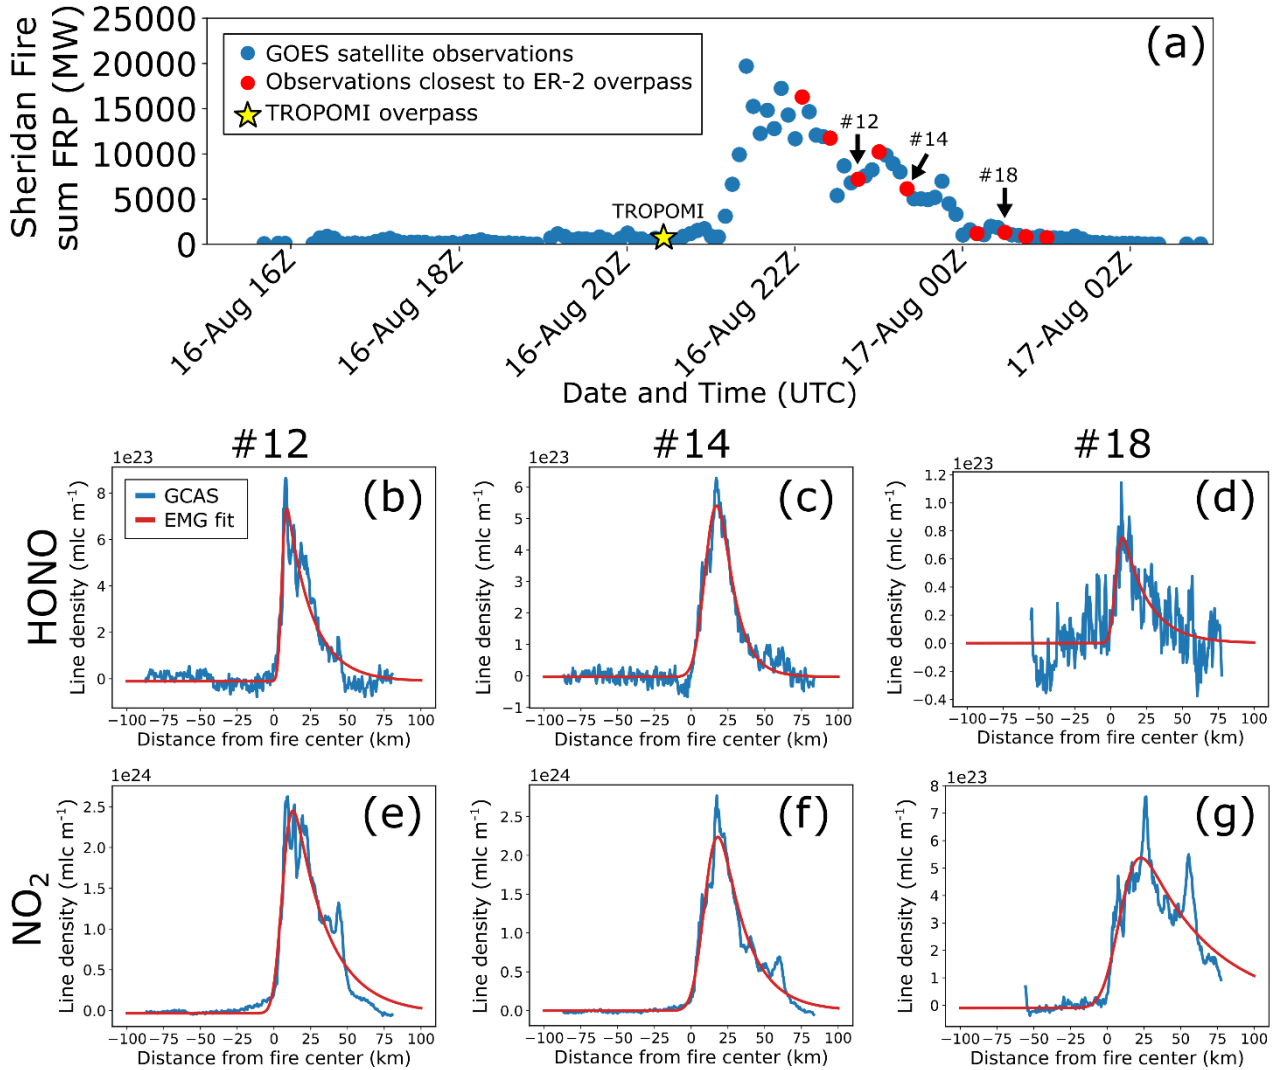 Sheridan Fire
sum FRP (MW)
25000
20000
15000
10000
5000
0
(a)
GOES satellite observations
Observations closest to ER-2 overpass
TROPOMI overpass
TROPOMI
#12
#14
#18
16-Aug 16Z
16-Aug 18Z
16-Aug 20Z
16-Aug 22Z
17-Aug 00Z
17-Aug 02Z
Date and Time (UTC)
#12
#14
#18
HONO
1e23
(b)
GCAS
EMG fit
Line density (mlc m⁻¹)
8
6
4
2
0
−100 −75 −50 −25 0 25 50 75 100
Distance from fire center (km)
1e23
(c)
Line density (mlc m⁻¹)
6
5
4
3
2
1
0
−1
−100 −75 −50 −25 0 25 50 75 100
Distance from fire center (km)
1e23
(d)
Line density (mlc m⁻¹)
1.2
1.0
0.8
0.6
0.4
0.2
0.0
−0.2
−0.4
−100 −75 −50 −25 0 25 50 75 100
Distance from fire center (km)
NO₂
1e24
(e)
Line density (mlc m⁻¹)
2.5
2.0
1.5
1.0
0.5
0.0
−100 −75 −50 −25 0 25 50 75 100
Distance from fire center (km)
1e24
(f)
Line density (mlc m⁻¹)
2.5
2.0
1.5
1.0
0.5
0.0
−100 −75 −50 −25 0 25 50 75 100
Distance from fire center (km)
1e23
(g)
Line density (mlc m⁻¹)
8
7
6
5
4
3
2
1
0
−100 −75 −50 −25 0 25 50 75 100
Distance from fire center (km)